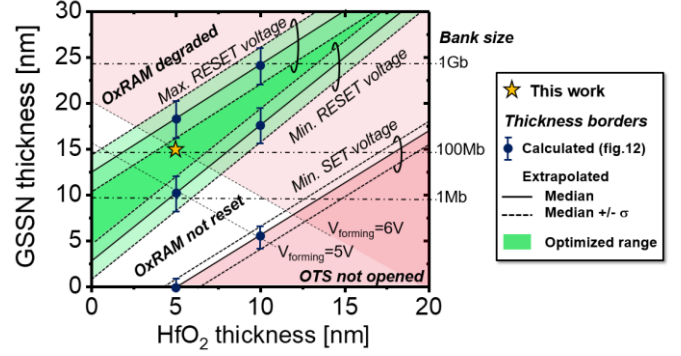 30
25
20
15
10
5
0
GSSN thickness [nm]
0
5
10
15
20
HfO₂ thickness [nm]
OxRAM degraded
Max. RESET voltage
Min. RESET voltage
Min. SET voltage
OxRAM not reset
V_forming=6V
V_forming=5V
OTS not opened
Bank size
1Gb
100Mb
1Mb
This work
Thickness borders
Calculated (fig.12)
Extrapolated
Median
Median +/- σ
Optimized range